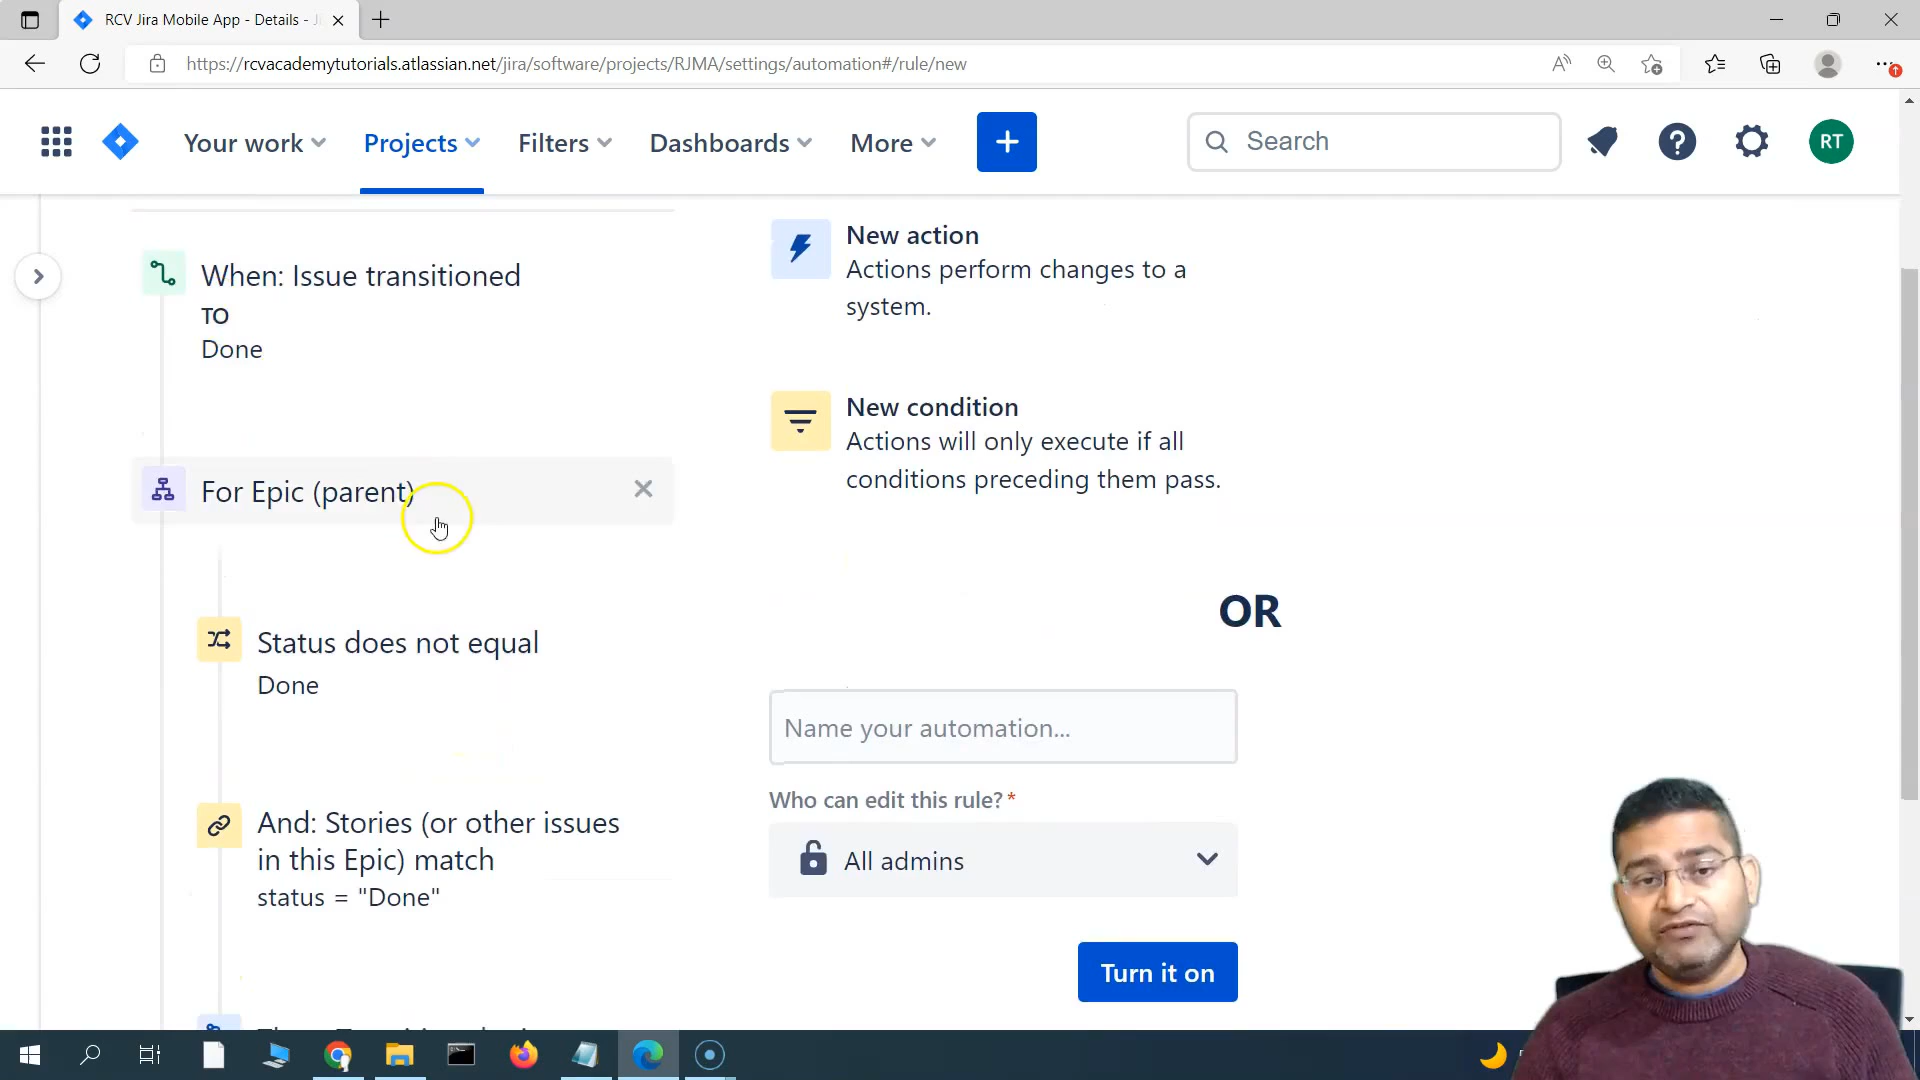 RCV Jira Mobile App - Details - Ji
https://rcvacademytutorials.atlassian.net/jira/software/projects/RJMA/settings/automation#/rule/new
Your work
Projects
Filters
Dashboards
More
Search
RT
When: Issue transitioned
TO
Done
For Epic (parent)
Status does not equal
Done
And: Stories (or other issues
in this Epic) match
status = "Done"
New action
Actions perform changes to a
system.
New condition
Actions will only execute if all
conditions preceding them pass.
OR
Name your automation...
Who can edit this rule? *
All admins
Turn it on